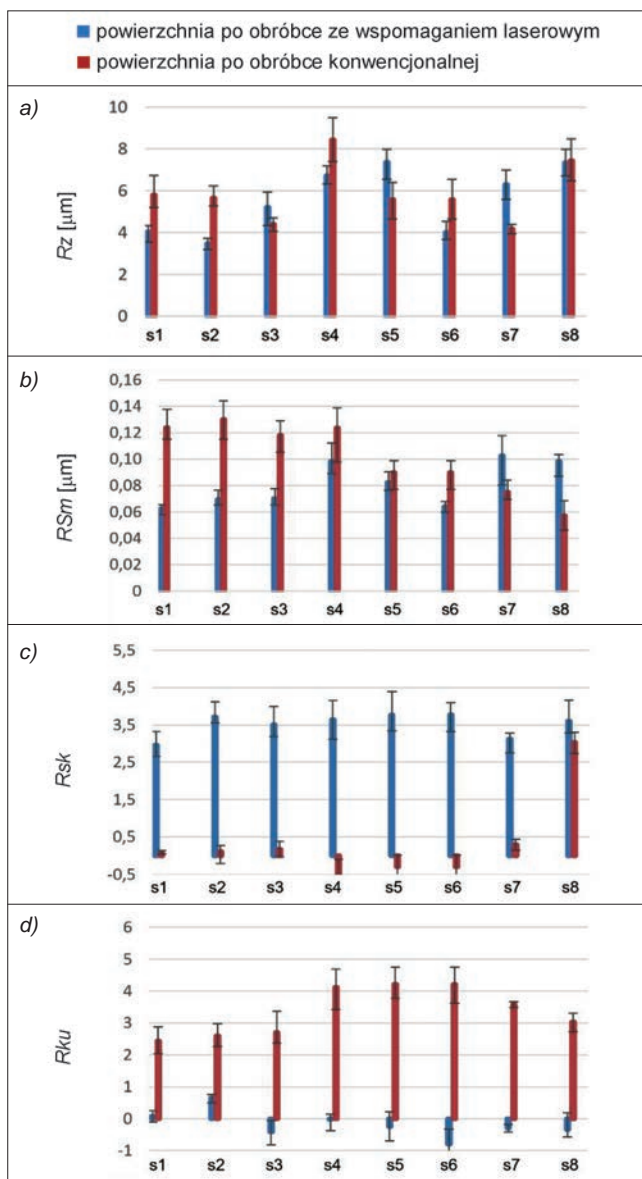 powierzchnia po obróbce ze wspomaganiem laserowym
powierzchnia po obróbce konwencjonalnej
a)
Rz [μm]
10
8
6
4
2
0
s1 s2 s3 s4 s5 s6 s7 s8
b)
RSm [μm]
0,16
0,14
0,12
0,10
0,08
0,06
0,04
0,02
0
s1 s2 s3 s4 s5 s6 s7 s8
c)
Rsk
5,5
4,5
3,5
2,5
1,5
0,5
-0,5
s1 s2 s3 s4 s5 s6 s7 s8
d)
Rku
6
5
4
3
2
1
0
-1
s1 s2 s3 s4 s5 s6 s7 s8